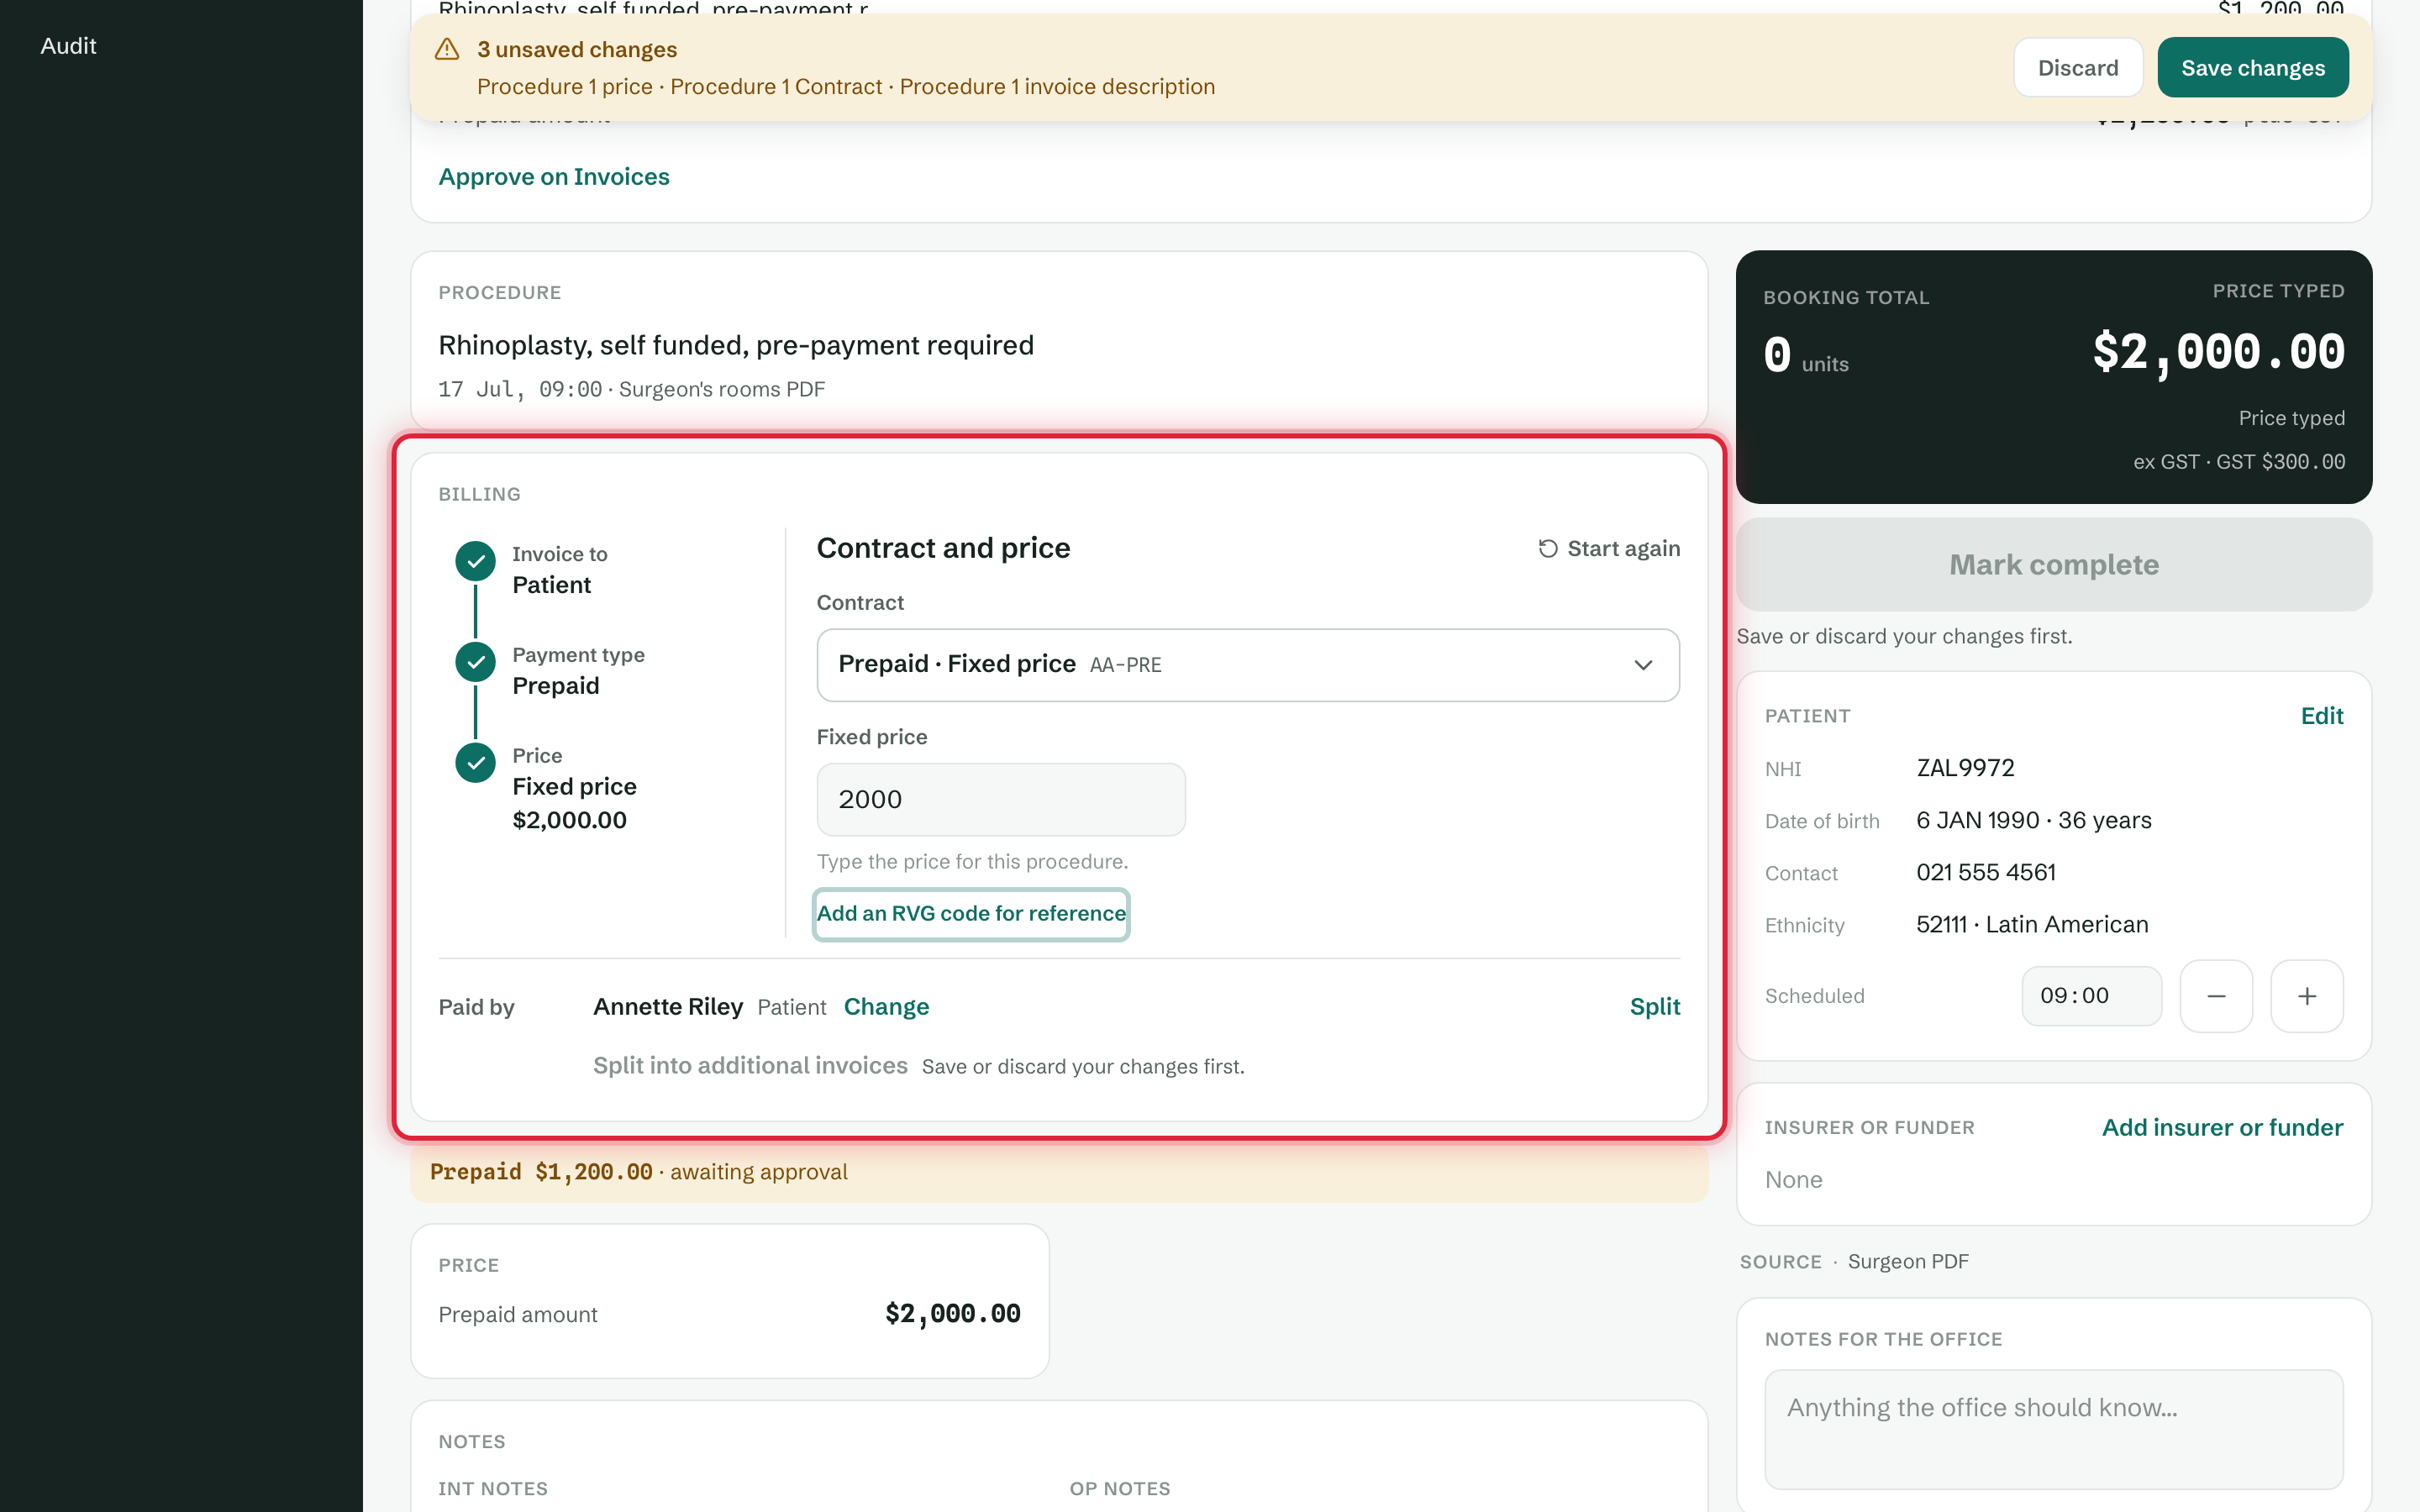 Audit
Rhinoplasty, self funded, pre-payment r
$1,200.00
3 unsaved changes
Procedure 1 price · Procedure 1 Contract · Procedure 1 invoice description
Discard
Save changes
Approve on Invoices
PROCEDURE
Rhinoplasty, self funded, pre-payment required
17 Jul, 09:00 · Surgeon's rooms PDF
BOOKING TOTAL
PRICE TYPED
0 units
$2,000.00
Price typed
ex GST · GST $300.00
BILLING
Invoice to
Patient
Payment type
Prepaid
Price
Fixed price
$2,000.00
Contract and price
Start again
Contract
Prepaid · Fixed price AA-PRE
Fixed price
2000
Type the price for this procedure.
Add an RVG code for reference
Paid by
Annette Riley Patient Change
Split
Split into additional invoices Save or discard your changes first.
Mark complete
Save or discard your changes first.
PATIENT
Edit
NHI ZAL9972
Date of birth 6 JAN 1990 · 36 years
Contact 021 555 4561
Ethnicity 52111 · Latin American
Scheduled 09:00 − +
INSURER OR FUNDER
Add insurer or funder
None
SOURCE · Surgeon PDF
NOTES FOR THE OFFICE
Anything the office should know...
Prepaid $1,200.00 · awaiting approval
PRICE
Prepaid amount $2,000.00
NOTES
INT NOTES
OP NOTES